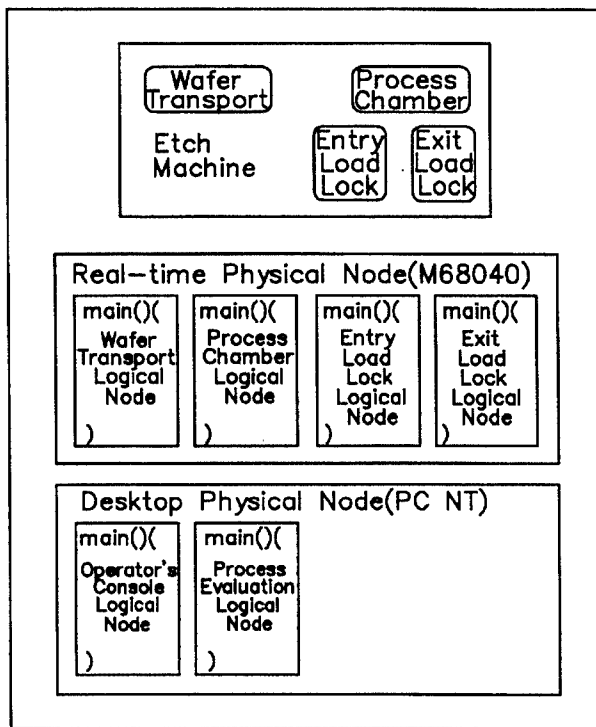 Wafer
Transport
Process
Chamber
Etch
Machine
Entry
Load
Lock
Exit
Load
Lock
Real-time Physical Node(M68040)
main()(
Wafer
Transport
Logical
Node
)
main()(
Process
Chamber
Logical
Node
)
main()(
Entry
Load
Lock
Logical
Node
)
main()(
Exit
Load
Lock
Logical
Node
)
Desktop Physical Node(PC NT)
main()(
Operator's
Console
Logical
Node
)
main()(
Process
Evaluation
Logical
Node
)